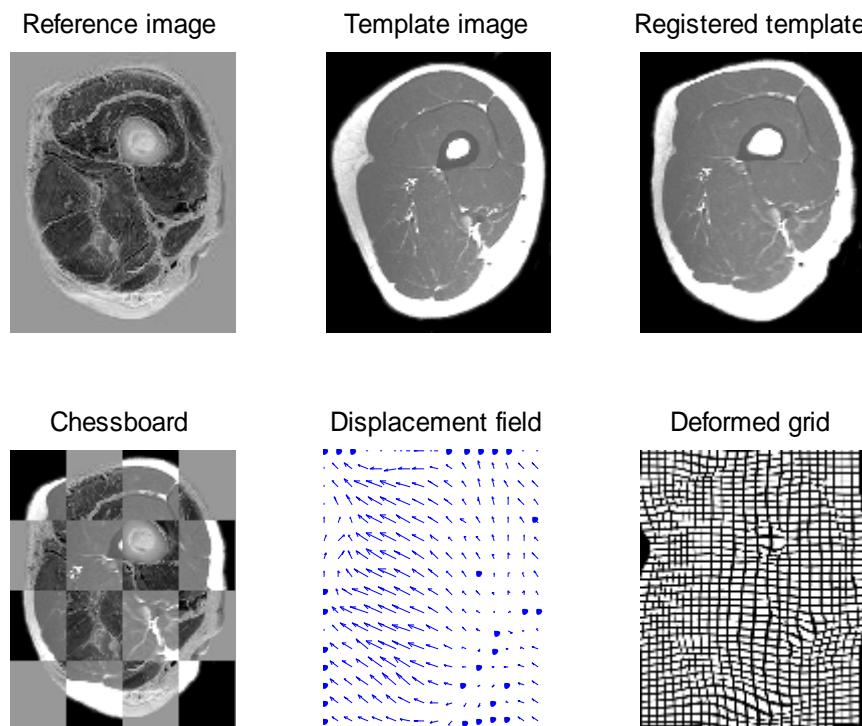 Reference image
Template image
Registered template
Chessboard
Displacement field
Deformed grid